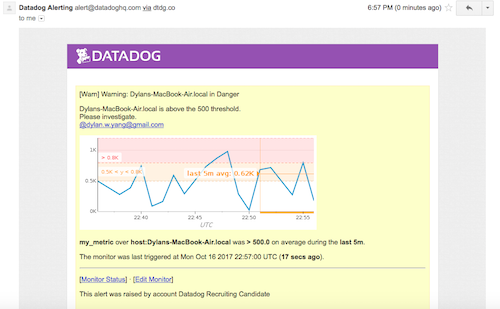 Datadog Alerting alert@datadoghq.com via dtdg.co
6:57 PM (0 minutes ago)
to me
DATADOG
[Warn] Warning: Dylans-MacBook-Air.local in Danger
Dylans-MacBook-Air.local is above the 500 threshold.
Please investigate.
@dylan.w.yang@gmail.com
1K
> 0.8K
0.5K < y < 0.8K
last 5m avg: 0.62K
0.5K
0K
22:40 22:45 22:50 22:55
UTC
my_metric over host:Dylans-MacBook-Air.local was > 500.0 on average during the last 5m.
The monitor was last triggered at Mon Oct 16 2017 22:57:00 UTC (17 secs ago).
[Monitor Status] · [Edit Monitor]
This alert was raised by account Datadog Recruiting Candidate